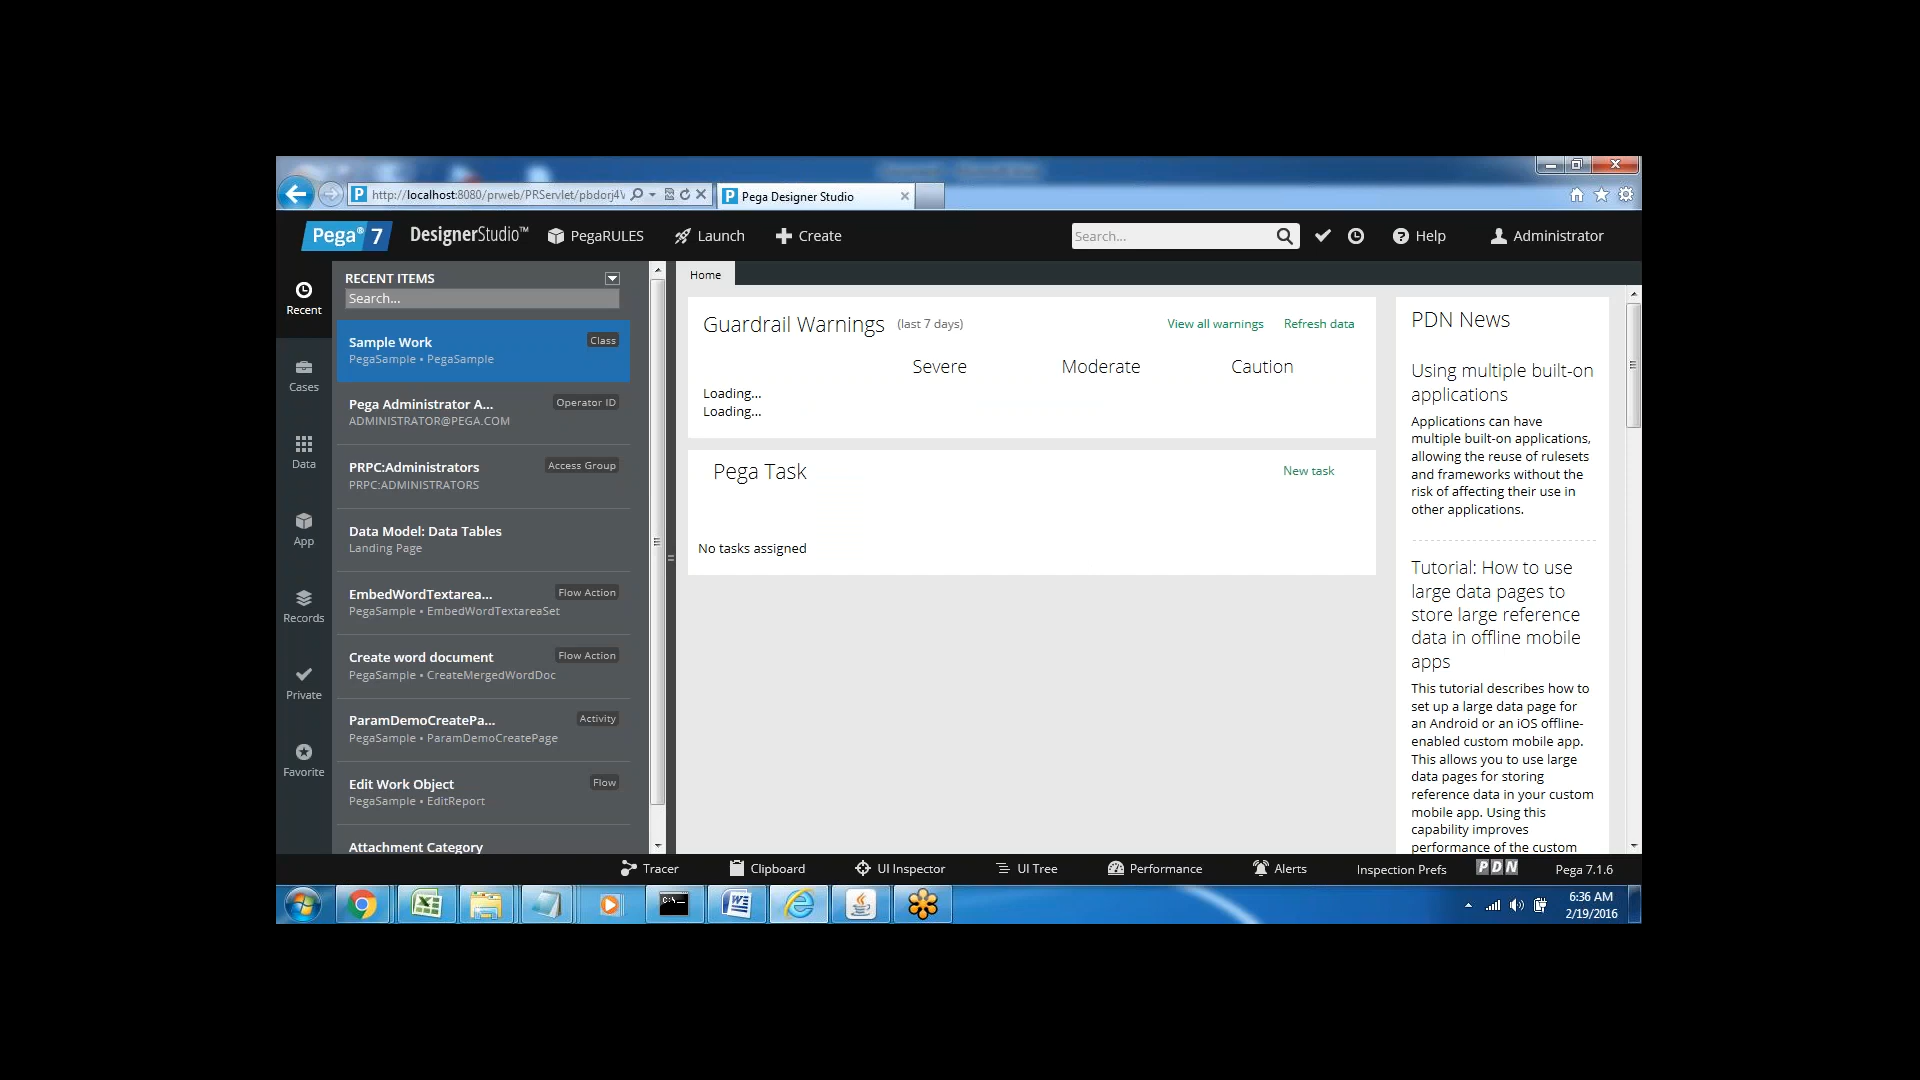 http://localhost:8080/prweb/PRServlet/pbdorj4V
Pega Designer Studio
Pega® 7
DesignerStudio™
PegaRULES
Launch
Create
Search...
Help
Administrator
Recent
Cases
Data
App
Records
Private
Favorite
RECENT ITEMS
Search...
Sample Work Class
PegaSample • PegaSample
Pega Administrator A... Operator ID
ADMINISTRATOR@PEGA.COM
PRPC:Administrators Access Group
PRPC:ADMINISTRATORS
Data Model: Data Tables
Landing Page
EmbedWordTextarea... Flow Action
PegaSample • EmbedWordTextareaSet
Create word document Flow Action
PegaSample • CreateMergedWordDoc
ParamDemoCreatePa... Activity
PegaSample • ParamDemoCreatePage
Edit Work Object Flow
PegaSample • EditReport
Attachment Category
Home
Guardrail Warnings (last 7 days) View all warnings Refresh data
Severe Moderate Caution
Loading...
Loading...
Pega Task New task
No tasks assigned
PDN News
Using multiple built-on
applications
Applications can have
multiple built-on applications,
allowing the reuse of rulesets
and frameworks without the
risk of affecting their use in
other applications.
Tutorial: How to use
large data pages to
store large reference
data in offline mobile
apps
This tutorial describes how to
set up a large data page for
an Android or an iOS offline-
enabled custom mobile app.
This allows you to use large
data pages for storing
reference data in your custom
mobile app. Using this
capability improves
performance of the custom
Tracer
Clipboard
UI Inspector
UI Tree
Performance
Alerts
Inspection Prefs
PDN
Pega 7.1.6
6:36 AM
2/19/2016